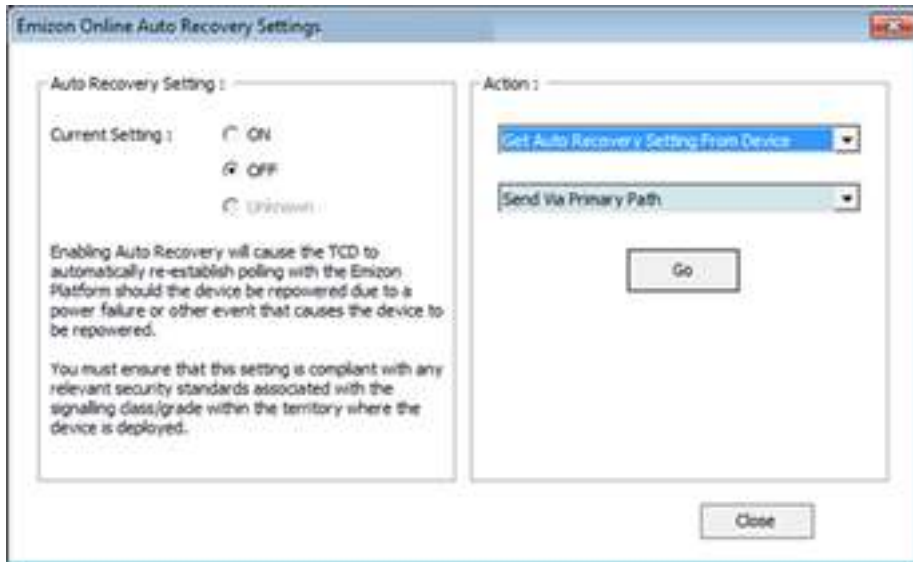 Emizon Online Auto Recovery Settings
Auto Recovery Setting :
Current Setting :
ON
OFF
Unknown
Enabling Auto Recovery will cause the TCD to
automatically re-establish polling with the Emizon
Platform should the device be repowered due to a
power failure or other event that causes the device to
be repowered.
You must ensure that this setting is compliant with any
relevant security standards associated with the
signalling class/grade within the territory where the
device is deployed.
Action :
Get Auto Recovery Setting From Device
Send Via Primary Path
Go
Close